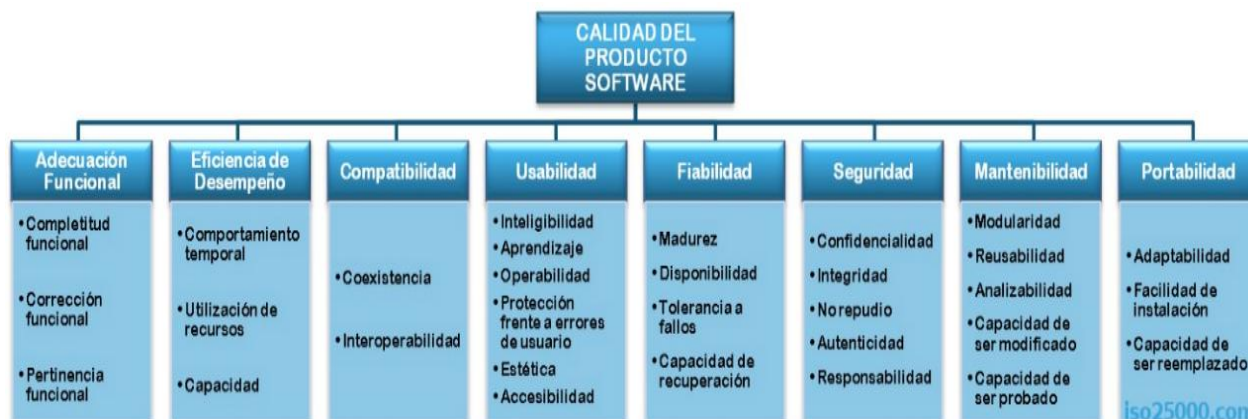 CALIDAD DEL
PRODUCTO
SOFTWARE
Adecuación
Funcional
•Completitud
funcional
•Corrección
funcional
•Pertinencia
funcional
Eficiencia de
Desempeño
•Comportamiento
temporal
•Utilización de
recursos
•Capacidad
Compatibilidad
•Coexistencia
•Interoperabilidad
Usabilidad
•Inteligibilidad
•Aprendizaje
•Operabilidad
•Protección
frente a errores
de usuario
•Estética
•Accesibilidad
Fiabilidad
•Madurez
•Disponibilidad
•Tolerancia a
fallos
•Capacidad de
recuperación
Seguridad
•Confidencialidad
•Integridad
•No repudio
•Autenticidad
•Responsabilidad
Mantenibilidad
•Modularidad
•Reusabilidad
•Analizabilidad
•Capacidad de
ser modificado
•Capacidad de
ser probado
Portabilidad
•Adaptabilidad
•Facilidad de
instalación
•Capacidad de
ser reemplazado
iso25000.com